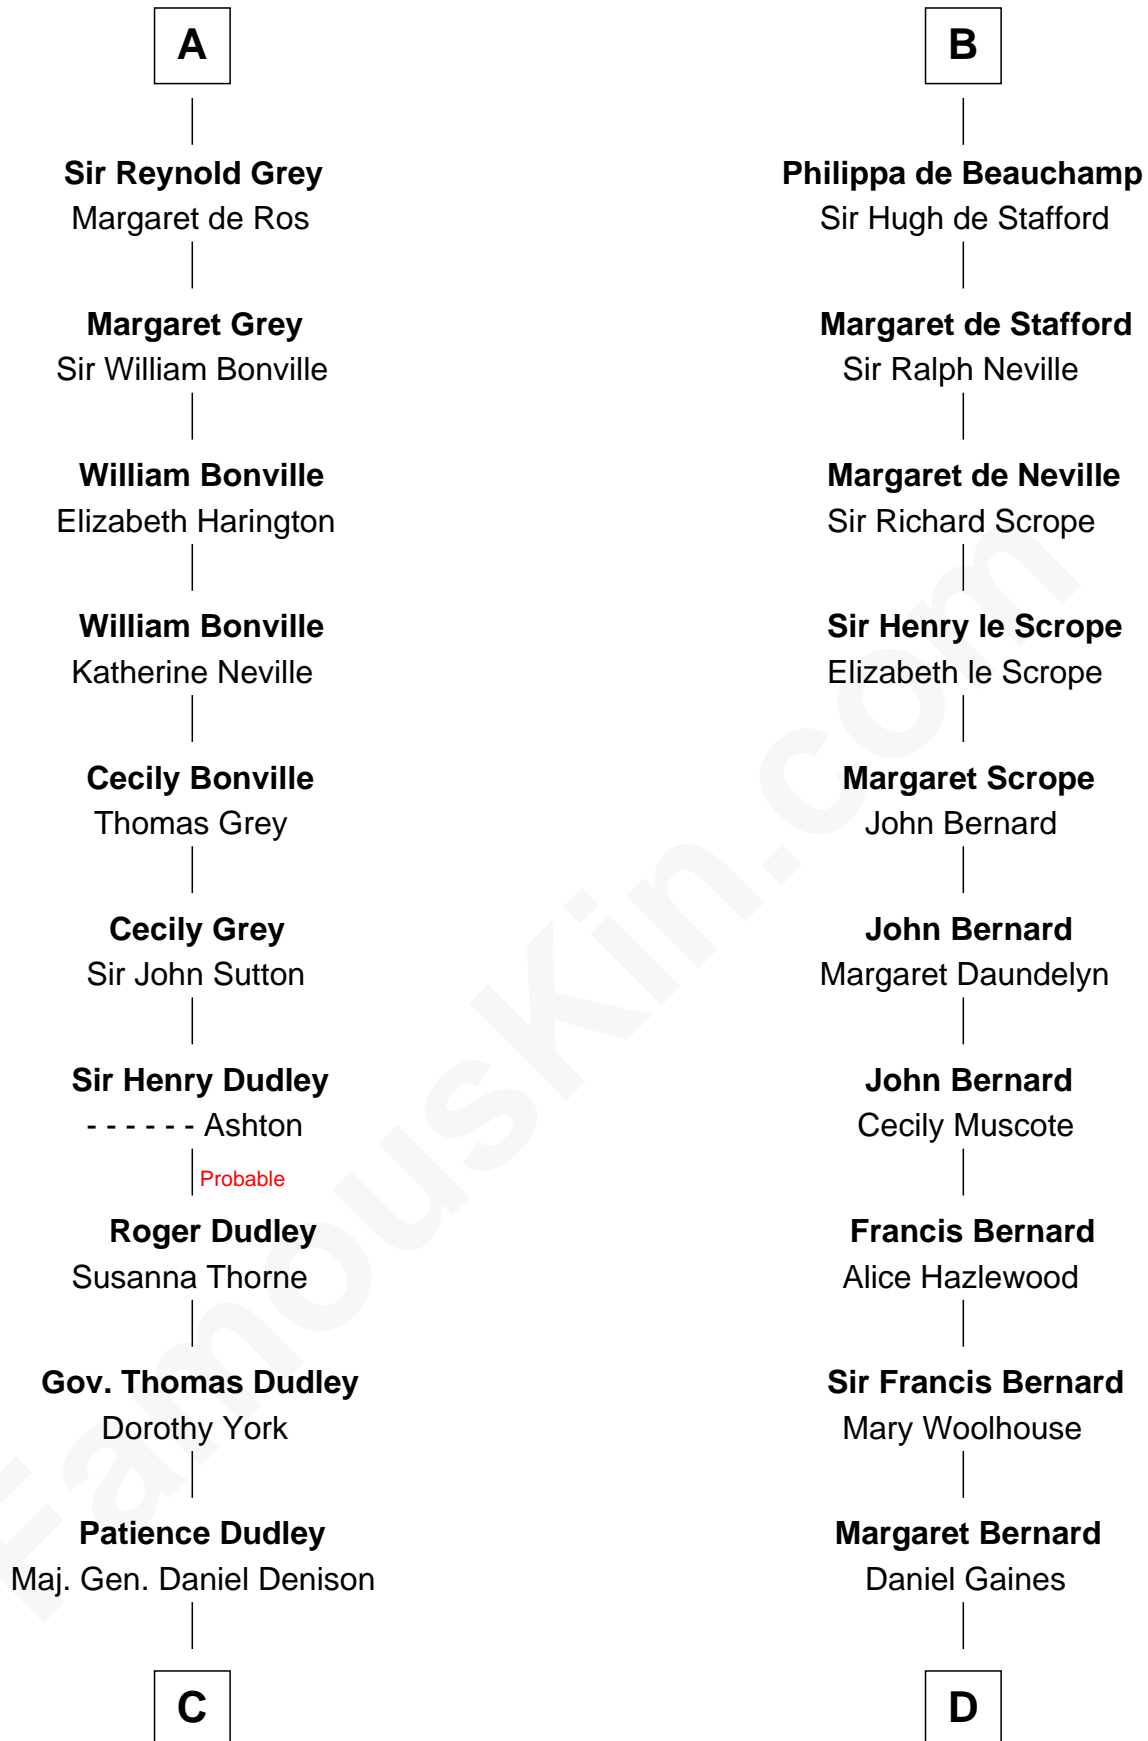 A
Sir Reynold Grey
Margaret de Ros
Margaret Grey
Sir William Bonville
William Bonville
Elizabeth Harington
William Bonville
Katherine Neville
Cecily Bonville
Thomas Grey
Cecily Grey
Sir John Sutton
Sir Henry Dudley
- - - - - - Ashton
Probable
Roger Dudley
Susanna Thorne
Gov. Thomas Dudley
Dorothy York
Patience Dudley
Maj. Gen. Daniel Denison
C
B
Philippa de Beauchamp
Sir Hugh de Stafford
Margaret de Stafford
Sir Ralph Neville
Margaret de Neville
Sir Richard Scrope
Sir Henry le Scrope
Elizabeth le Scrope
Margaret Scrope
John Bernard
John Bernard
Margaret Daundelyn
John Bernard
Cecily Muscote
Francis Bernard
Alice Hazlewood
Sir Francis Bernard
Mary Woolhouse
Margaret Bernard
Daniel Gaines
D
FamousKin.com